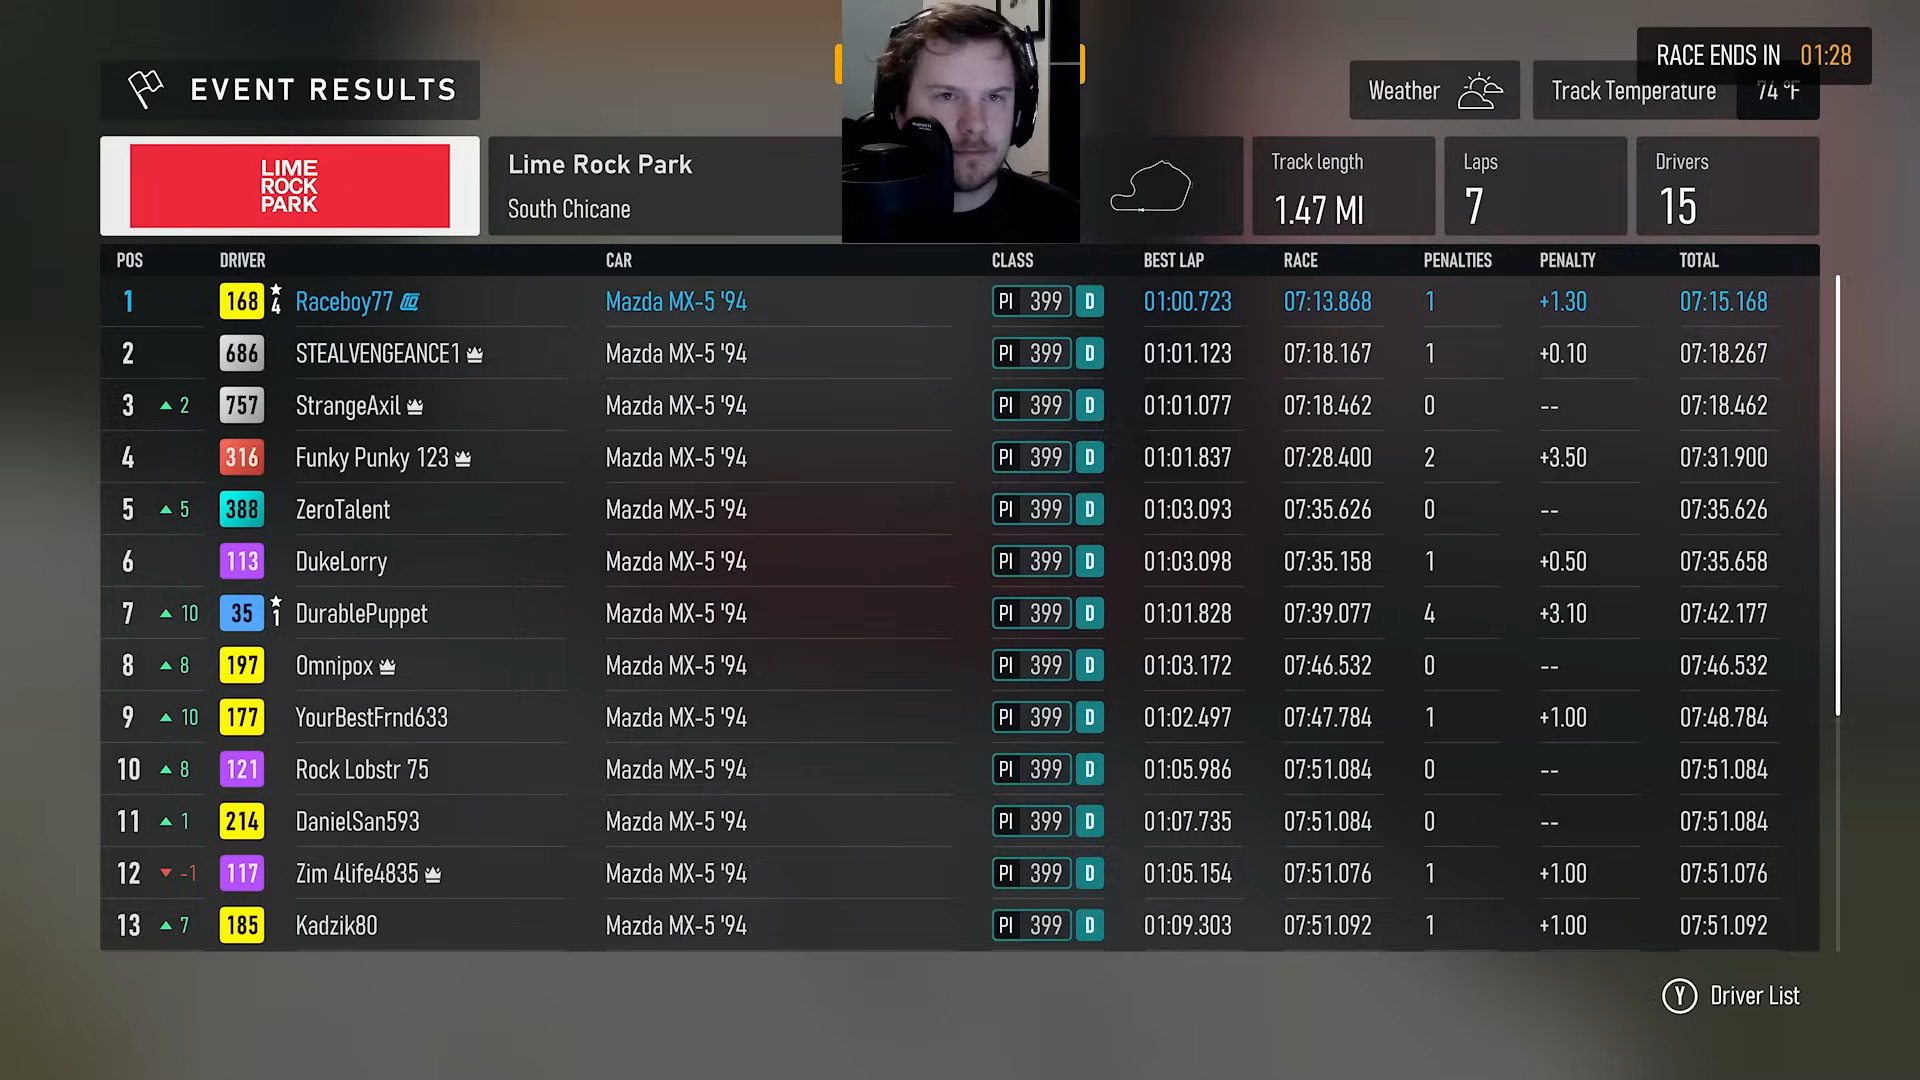 RACE ENDS IN 01:28
EVENT RESULTS
Weather Track Temperature 74 °F
LIME
ROCK
PARK
Lime Rock Park
South Chicane
Track length
1.47 MI
Laps
7
Drivers
15
POS DRIVER CAR CLASS BEST LAP RACE PENALTIES PENALTY TOTAL
1 168 4 Raceboy77 Mazda MX-5 '94 PI 399 D 01:00.723 07:13.868 1 +1.30 07:15.168
2 686 STEALVENGEANCE1 Mazda MX-5 '94 PI 399 D 01:01.123 07:18.167 1 +0.10 07:18.267
3 2 757 StrangeAxil Mazda MX-5 '94 PI 399 D 01:01.077 07:18.462 0 -- 07:18.462
4 316 Funky Punky 123 Mazda MX-5 '94 PI 399 D 01:01.837 07:28.400 2 +3.50 07:31.900
5 5 388 ZeroTalent Mazda MX-5 '94 PI 399 D 01:03.093 07:35.626 0 -- 07:35.626
6 113 DukeLorry Mazda MX-5 '94 PI 399 D 01:03.098 07:35.158 1 +0.50 07:35.658
7 10 35 1 DurablePuppet Mazda MX-5 '94 PI 399 D 01:01.828 07:39.077 4 +3.10 07:42.177
8 8 197 Omnipox Mazda MX-5 '94 PI 399 D 01:03.172 07:46.532 0 -- 07:46.532
9 10 177 YourBestFrnd633 Mazda MX-5 '94 PI 399 D 01:02.497 07:47.784 1 +1.00 07:48.784
10 8 121 Rock Lobstr 75 Mazda MX-5 '94 PI 399 D 01:05.986 07:51.084 0 -- 07:51.084
11 1 214 DanielSan593 Mazda MX-5 '94 PI 399 D 01:07.735 07:51.084 0 -- 07:51.084
12 -1 117 Zim 4life4835 Mazda MX-5 '94 PI 399 D 01:05.154 07:51.076 1 +1.00 07:51.076
13 7 185 Kadzik80 Mazda MX-5 '94 PI 399 D 01:09.303 07:51.092 1 +1.00 07:51.092
Y Driver List